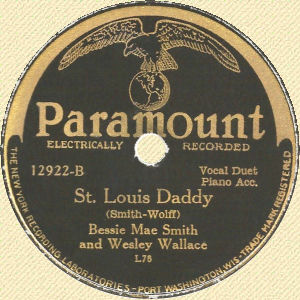 Paramount
ELECTRICALLY RECORDED
12922-B
Vocal Duet
Piano Acc.
St. Louis Daddy
(Smith-Wolff)
Bessie Mae Smith
and Wesley Wallace
L78
THE NEW YORK RECORDING LABORATORIES - PORT WASHINGTON, WIS - TRADE MARK REGISTERED